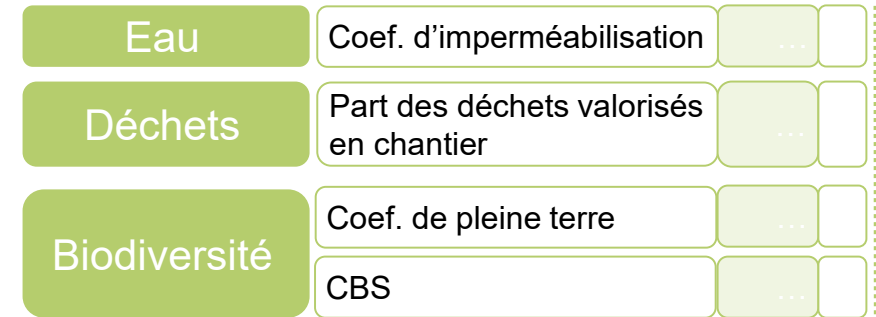 Eau
Coef. d’imperméabilisation
...
Déchets
Part des déchets valorisés
en chantier
...
Biodiversité
Coef. de pleine terre
...
CBS
...